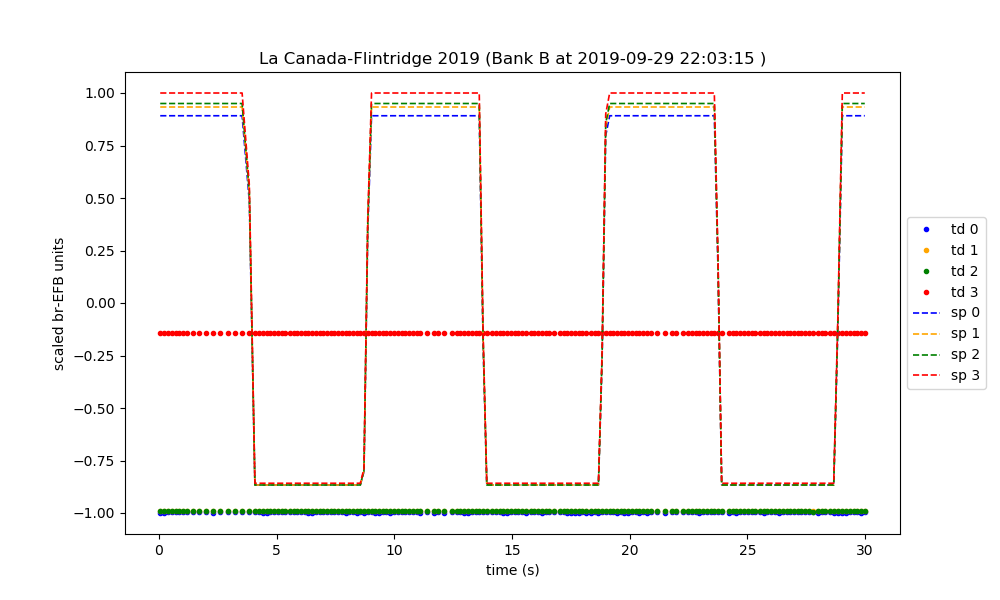 La Canada-Flintridge 2019 (Bank B at 2019-09-29 22:03:15 )
1.00
0.75
0.50
0.25
0.00
−0.25
−0.50
−0.75
−1.00
scaled br-EFB units
0 5 10 15 20 25 30
time (s)
td 0
td 1
td 2
td 3
sp 0
sp 1
sp 2
sp 3